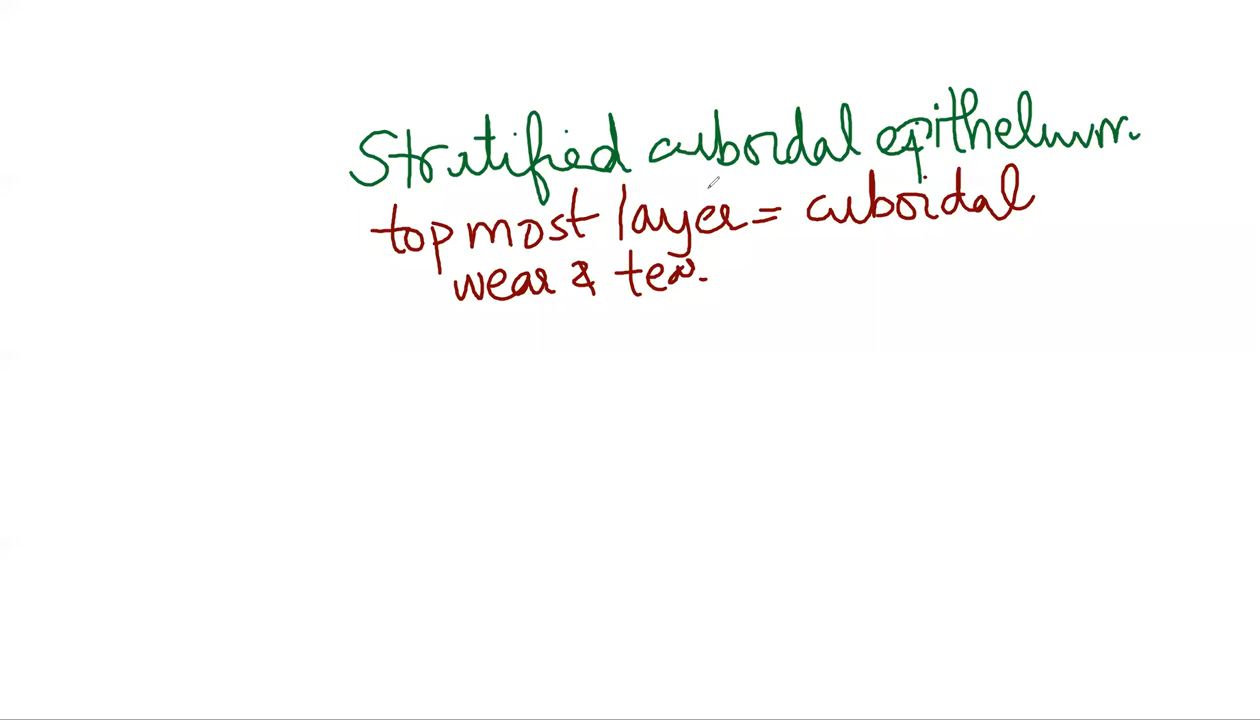 Stratified cuboidal epithelium.
top most layer = cuboidal
wear & tear.